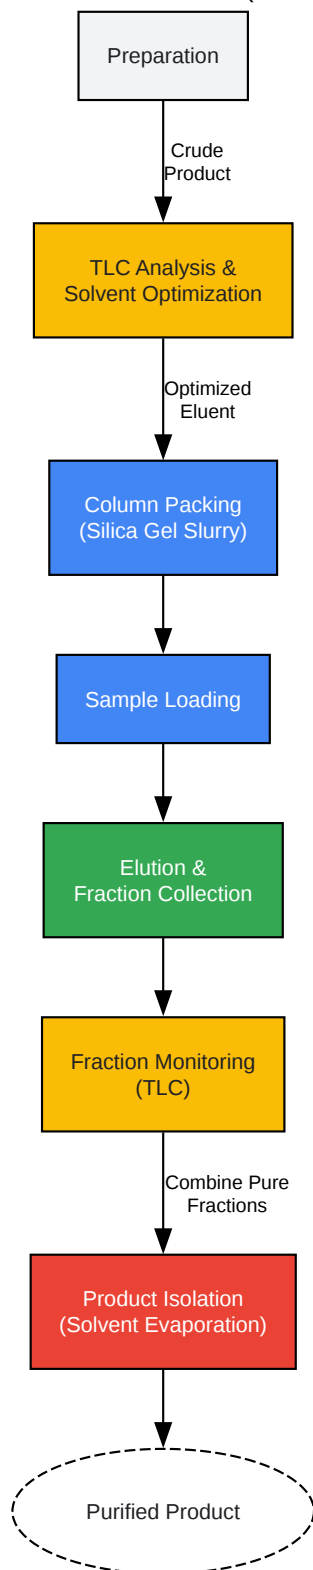 Preparation
Crude
Product
TLC Analysis &
Solvent Optimization
Optimized
Eluent
Column Packing
(Silica Gel Slurry)
Sample Loading
Elution &
Fraction Collection
Fraction Monitoring
(TLC)
Combine Pure
Fractions
Product Isolation
(Solvent Evaporation)
Purified Product